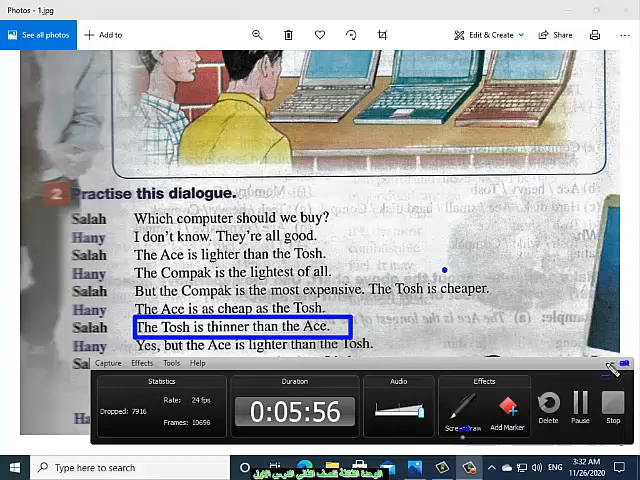 Photos - 1.jpg
See all photos
Add to
Edit & Create
Share
2 Practise this dialogue.
Salah Which computer should we buy?
Hany I don't know. They're all good.
Salah The Ace is lighter than the Tosh.
Hany The Compak is the lightest of all.
Salah But the Compak is the most expensive. The Tosh is cheaper.
Hany The Ace is as cheap as the Tosh.
Salah The Tosh is thinner than the Ace.
Hany Yes, but the Ace is lighter than the Tosh.
Capture Effects Tools Help
Statistics
Dropped: 7916
Rate: 24 fps
Frames: 10696
Duration
0:05:56
Audio
Effects
ScreenDraw
Add Marker
Delete
Pause
Stop
Type here to search
ENG
3:32 AM
11/26/2020